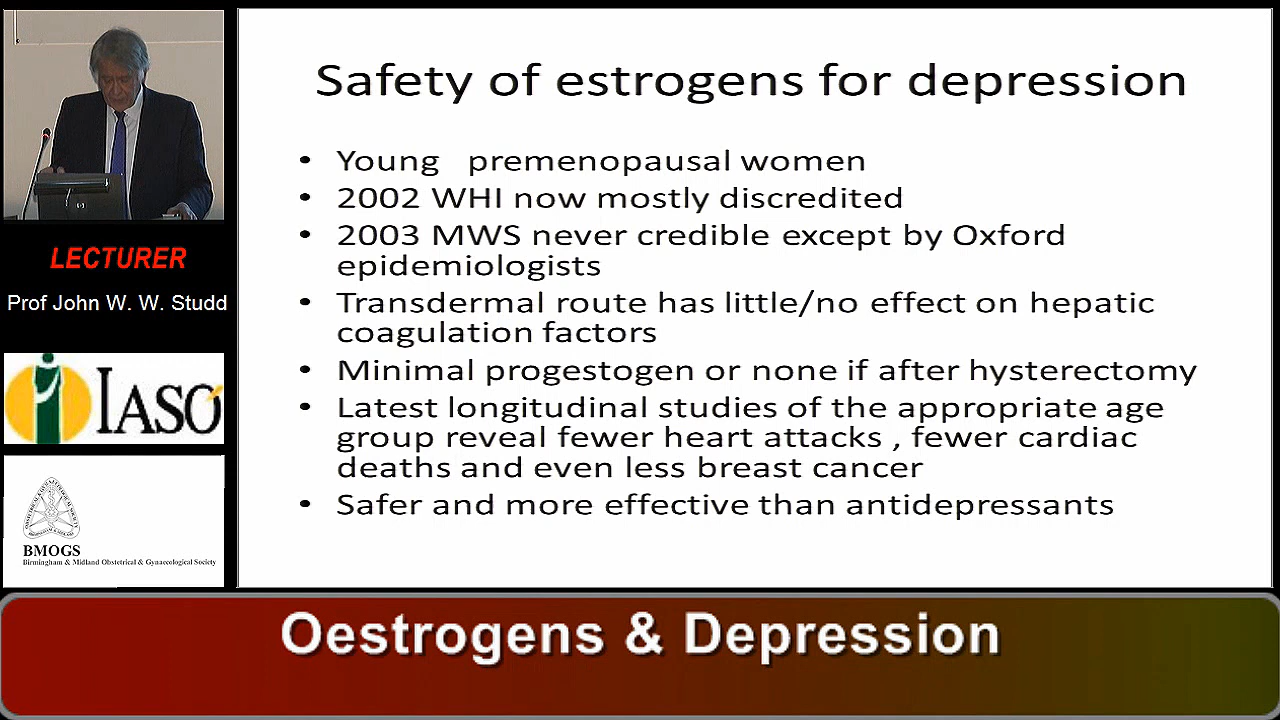 Safety of estrogens for depression
• Young premenopausal women
• 2002 WHI now mostly discredited
• 2003 MWS never credible except by Oxford
epidemiologists
• Transdermal route has little/no effect on hepatic
coagulation factors
• Minimal progestogen or none if after hysterectomy
• Latest longitudinal studies of the appropriate age
group reveal fewer heart attacks , fewer cardiac
deaths and even less breast cancer
• Safer and more effective than antidepressants
LECTURER
Prof John W. W. Studd
IASO
BMOGS
Birmingham & Midland Obstetrical & Gynaecological Society
Oestrogens & Depression